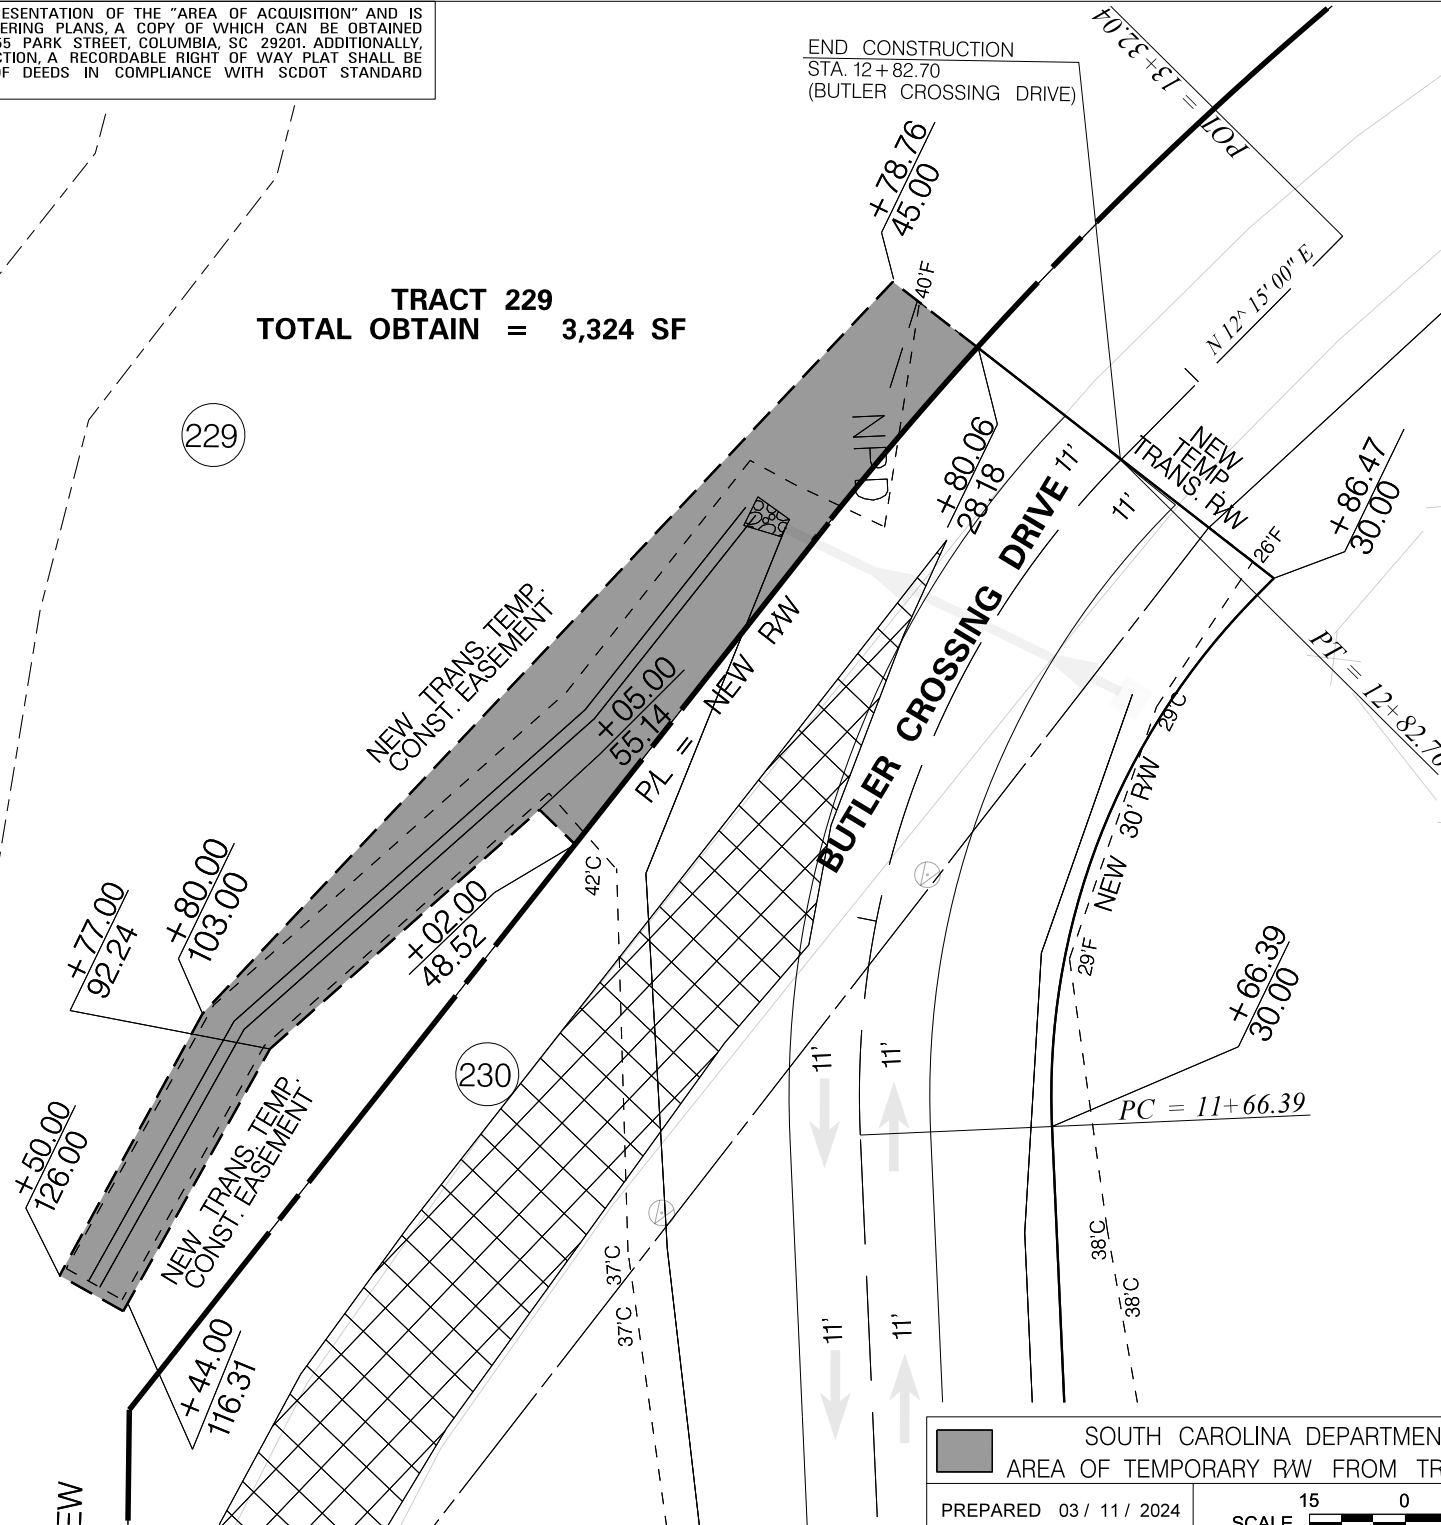 ESENTATION OF THE "AREA OF ACQUISITION" AND IS
ERING PLANS, A COPY OF WHICH CAN BE OBTAINED
55 PARK STREET, COLUMBIA, SC 29201. ADDITIONALLY,
CTION, A RECORDABLE RIGHT OF WAY PLAT SHALL BE
F DEEDS IN COMPLIANCE WITH SCDOT STANDARD
END CONSTRUCTION
STA. 12+82.70
(BUTLER CROSSING DRIVE)
POT = 13+32.04
+78.76
45.00
40'F
N 12^ 15' 00" E
TRACT 229
TOTAL OBTAIN = 3,324 SF
229
+80.06
28.18
11'
11'
NEW
TEMP.
TRANS. R/W
+86.47
30.00
26'F
PT = 12+82.70
NEW TRANS. TEMP.
CONST. EASEMENT
+05.00
55.14
P/L = NEW R/W
BUTLER CROSSING DRIVE
29'C
NEW 30' R/W
29'F
+80.00
103.00
+77.00
92.24
+02.00
48.52
42'C
+66.39
30.00
230
11'
11'
PC = 11+66.39
+50.00
126.00
NEW TRANS. TEMP.
CONST. EASEMENT
37'C
37'C
38'C
38'C
11'
11'
+44.00
116.31
EW
SOUTH CAROLINA DEPARTMEN
AREA OF TEMPORARY R/W FROM TR
PREPARED 03 / 11 / 2024
SCALE
15 0